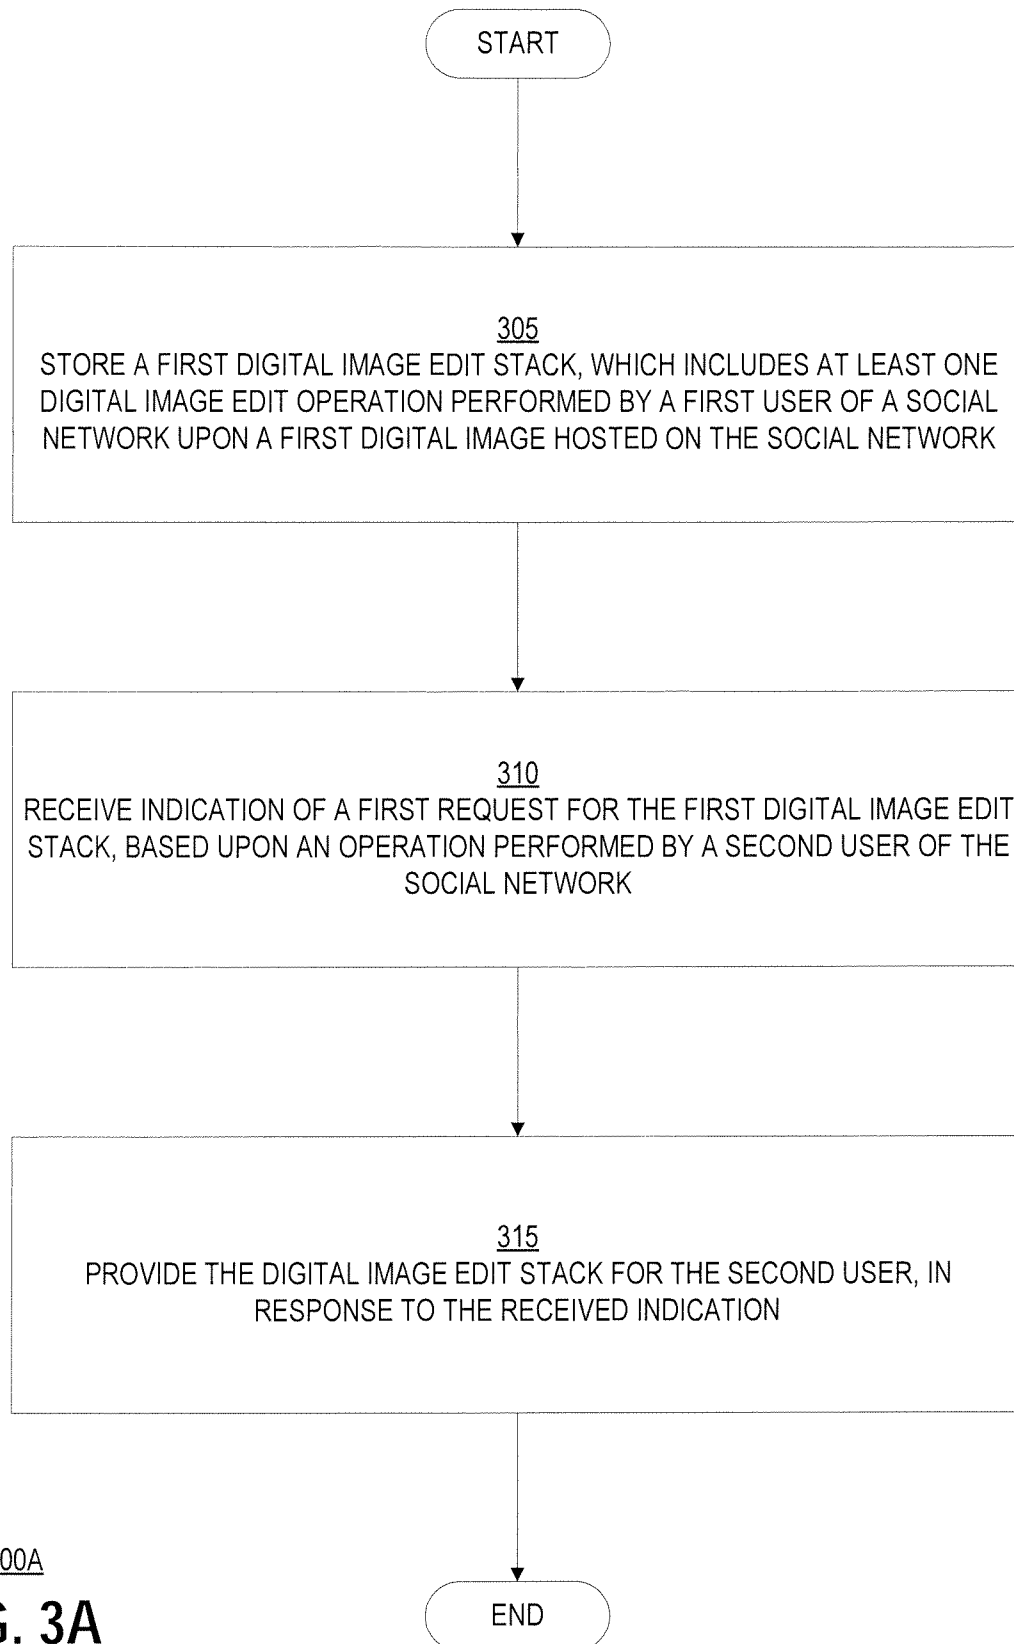 START
305
STORE A FIRST DIGITAL IMAGE EDIT STACK, WHICH INCLUDES AT LEAST ONE
DIGITAL IMAGE EDIT OPERATION PERFORMED BY A FIRST USER OF A SOCIAL
NETWORK UPON A FIRST DIGITAL IMAGE HOSTED ON THE SOCIAL NETWORK
310
RECEIVE INDICATION OF A FIRST REQUEST FOR THE FIRST DIGITAL IMAGE EDIT
STACK, BASED UPON AN OPERATION PERFORMED BY A SECOND USER OF THE
SOCIAL NETWORK
315
PROVIDE THE DIGITAL IMAGE EDIT STACK FOR THE SECOND USER, IN
RESPONSE TO THE RECEIVED INDICATION
00A
G. 3A
END